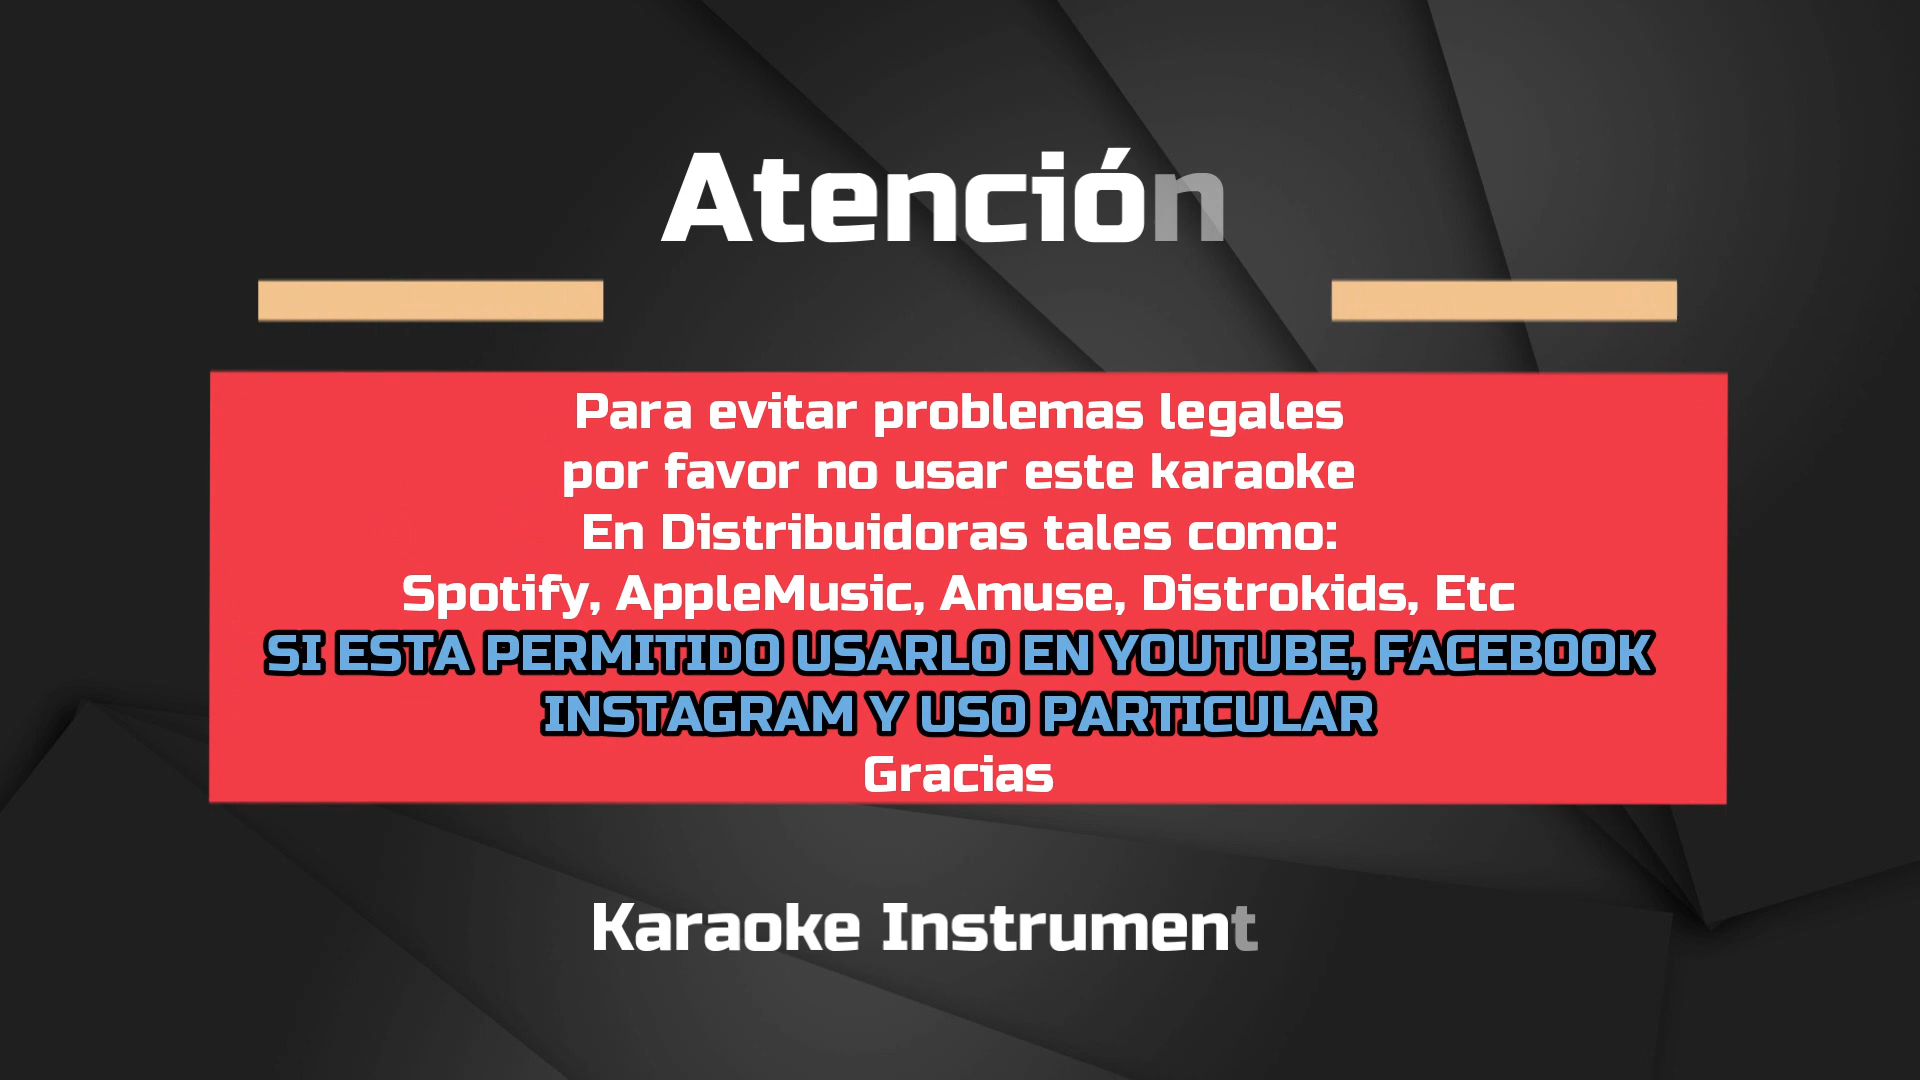 Atención
Para evitar problemas legales
por favor no usar este karaoke
En Distribuidoras tales como:
Spotify, AppleMusic, Amuse, Distrokids, Etc
SI ESTA PERMITIDO USARLO EN YOUTUBE, FACEBOOK
INSTAGRAM Y USO PARTICULAR
Gracias
Karaoke Instrument